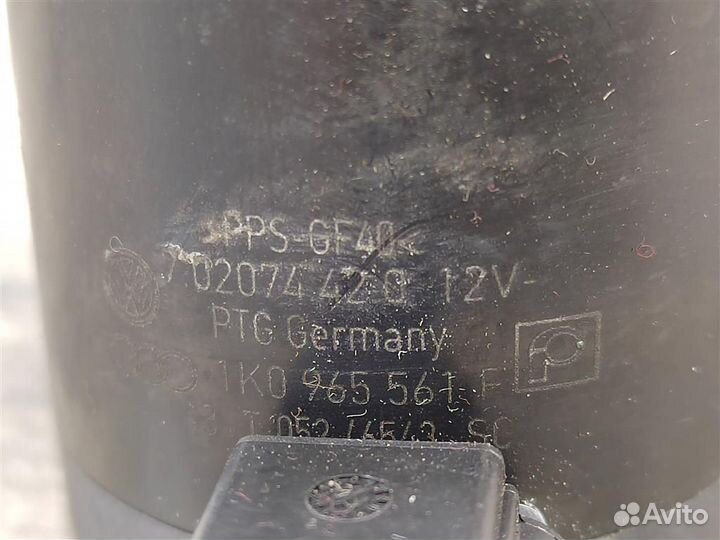 >PPS-GF40<
7 02074 42 0 12V-
PTG Germany
1K0 965 561 F
Avito